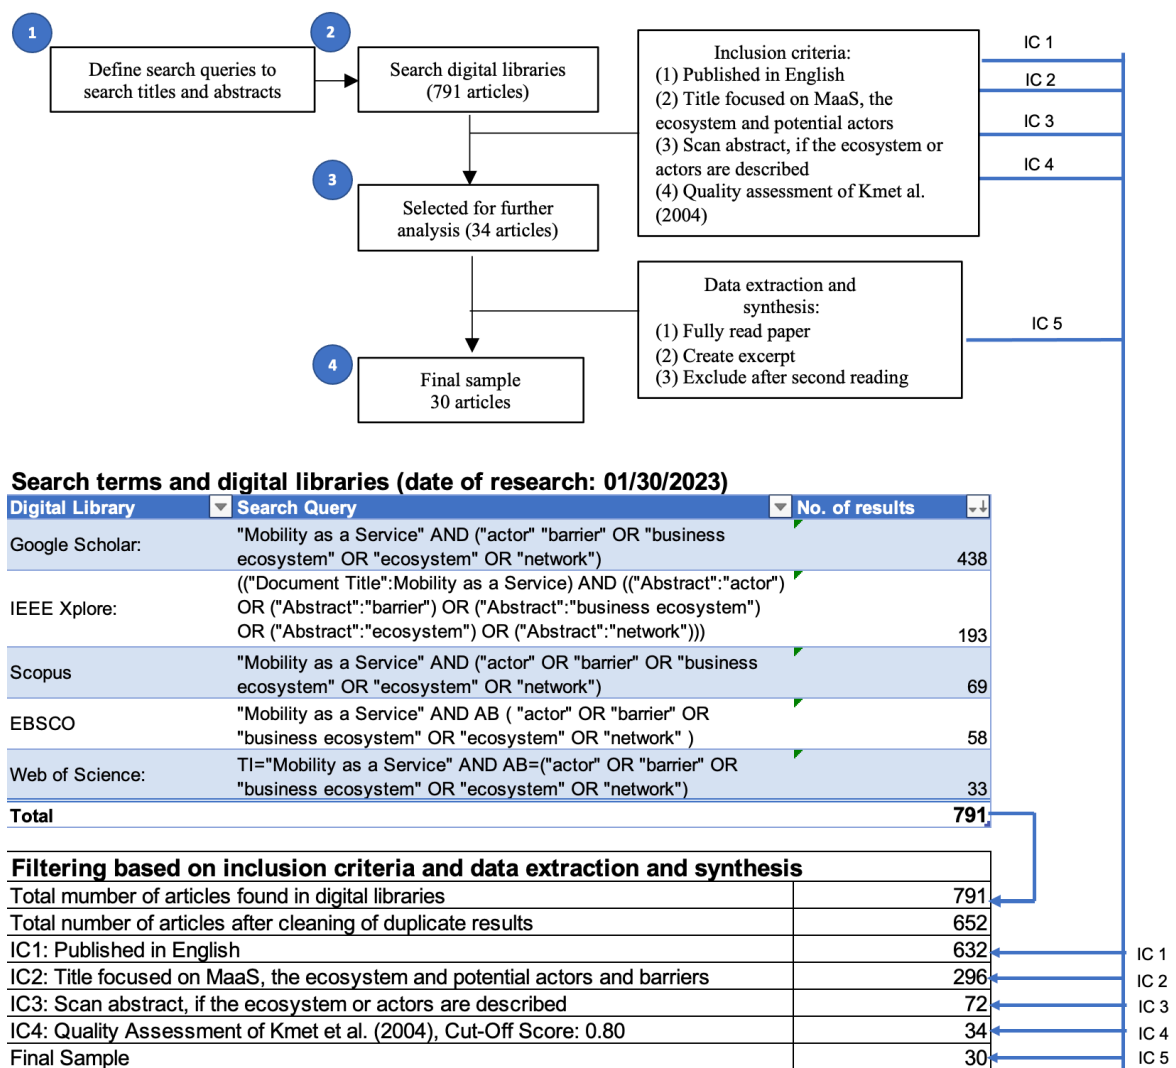 1
Define search queries to
search titles and abstracts
2
Search digital libraries
(791 articles)
Inclusion criteria:
(1) Published in English
(2) Title focused on MaaS, the
ecosystem and potential actors
(3) Scan abstract, if the ecosystem or
actors are described
(4) Quality assessment of Kmet al.
(2004)
IC 1
IC 2
IC 3
IC 4
3
Selected for further
analysis (34 articles)
Data extraction and
synthesis:
(1) Fully read paper
(2) Create excerpt
(3) Exclude after second reading
IC 5
4
Final sample
30 articles
Search terms and digital libraries (date of research: 01/30/2023)
Digital Library Search Query No. of results
Google Scholar:
"Mobility as a Service" AND ("actor" "barrier" OR "business
ecosystem" OR "ecosystem" OR "network")
438
IEEE Xplore:
(("Document Title":Mobility as a Service) AND (("Abstract":"actor")
OR ("Abstract":"barrier") OR ("Abstract":"business ecosystem")
OR ("Abstract":"ecosystem") OR ("Abstract":"network")))
193
Scopus
"Mobility as a Service" AND ("actor" OR "barrier" OR "business
ecosystem" OR "ecosystem" OR "network")
69
EBSCO
"Mobility as a Service" AND AB ( "actor" OR "barrier" OR
"business ecosystem" OR "ecosystem" OR "network" )
58
Web of Science:
TI="Mobility as a Service" AND AB=("actor" OR "barrier" OR
"business ecosystem" OR "ecosystem" OR "network")
33
Total 791
Filtering based on inclusion criteria and data extraction and synthesis
Total mumber of articles found in digital libraries 791
Total number of articles after cleaning of duplicate results 652
IC1: Published in English 632 IC 1
IC2: Title focused on MaaS, the ecosystem and potential actors and barriers 296 IC 2
IC3: Scan abstract, if the ecosystem or actors are described 72 IC 3
IC4: Quality Assessment of Kmet et al. (2004), Cut-Off Score: 0.80 34 IC 4
Final Sample 30 IC 5